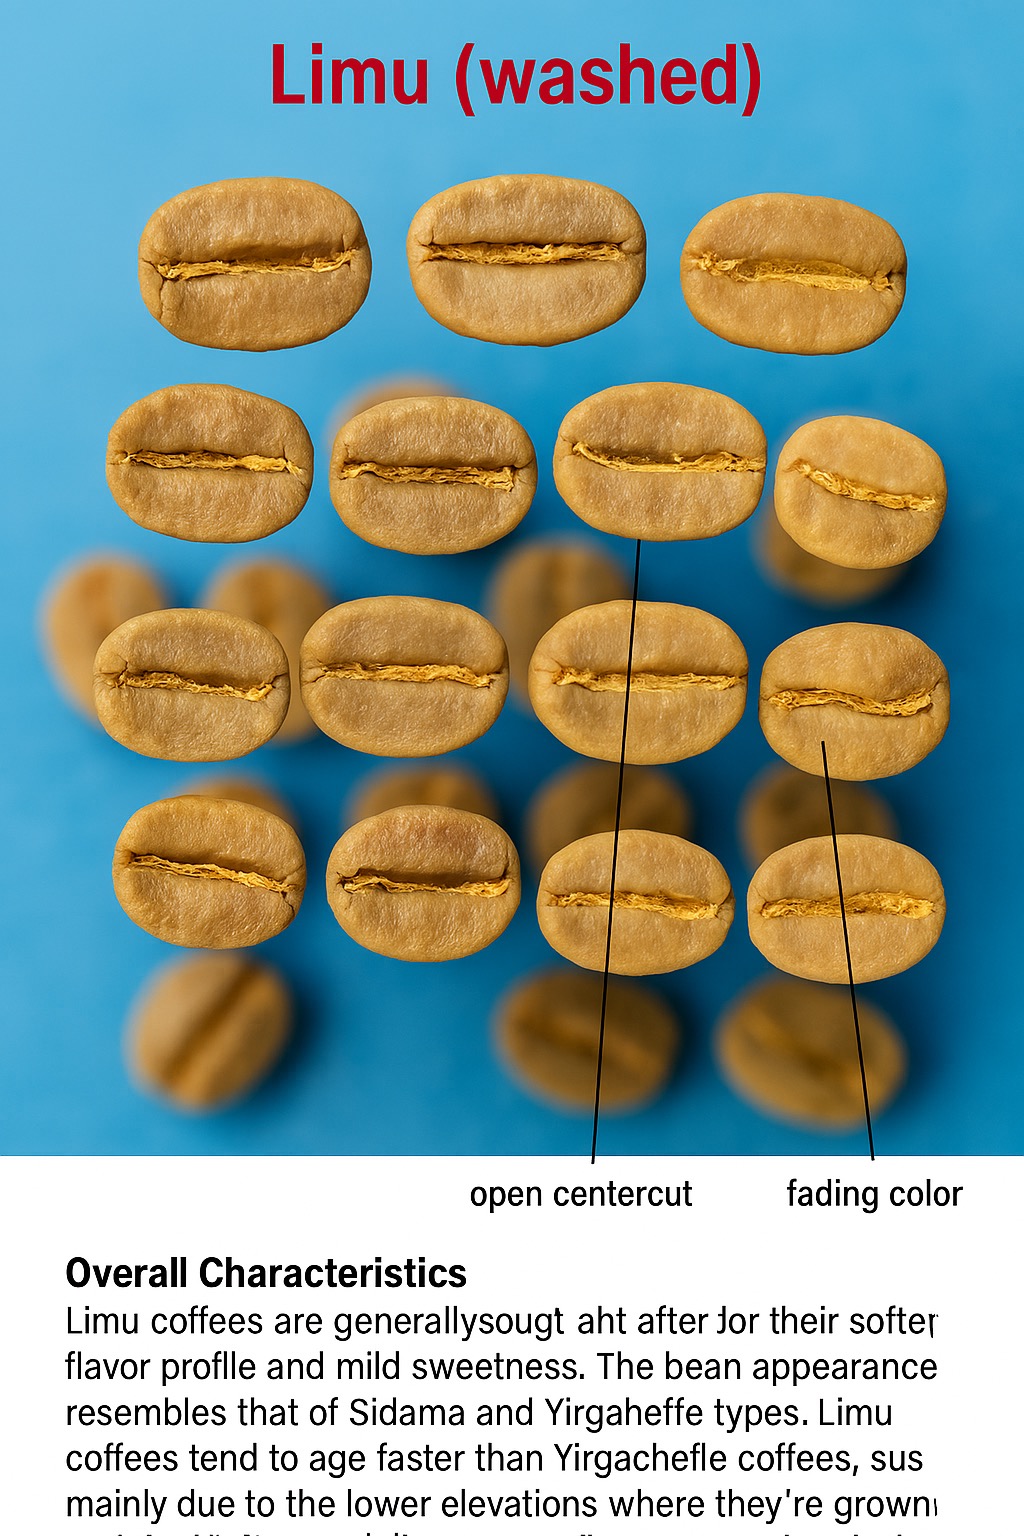 Limu (washed)
open centercut
fading color
Overall Characteristics
Limu coffees are generallysougt aht after for their softer
flavor proflle and mild sweetness. The bean appearance
resembles that of Sidama and Yirgaheffe types. Limu
coffees tend to age faster than Yirgachefle coffees, sus
mainly due to the lower elevations where they're grown